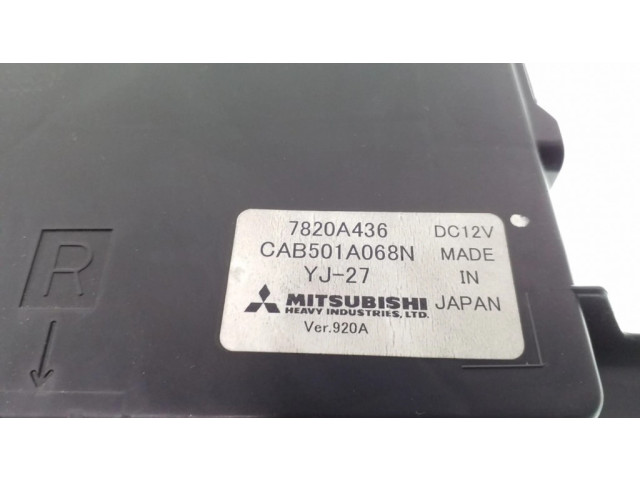 7820A436 DC12V
CAB501A068N MADE
YJ-27 IN
MITSUBISHI JAPAN
HEAVY INDUSTRIES, LTD.
Ver.920A
R